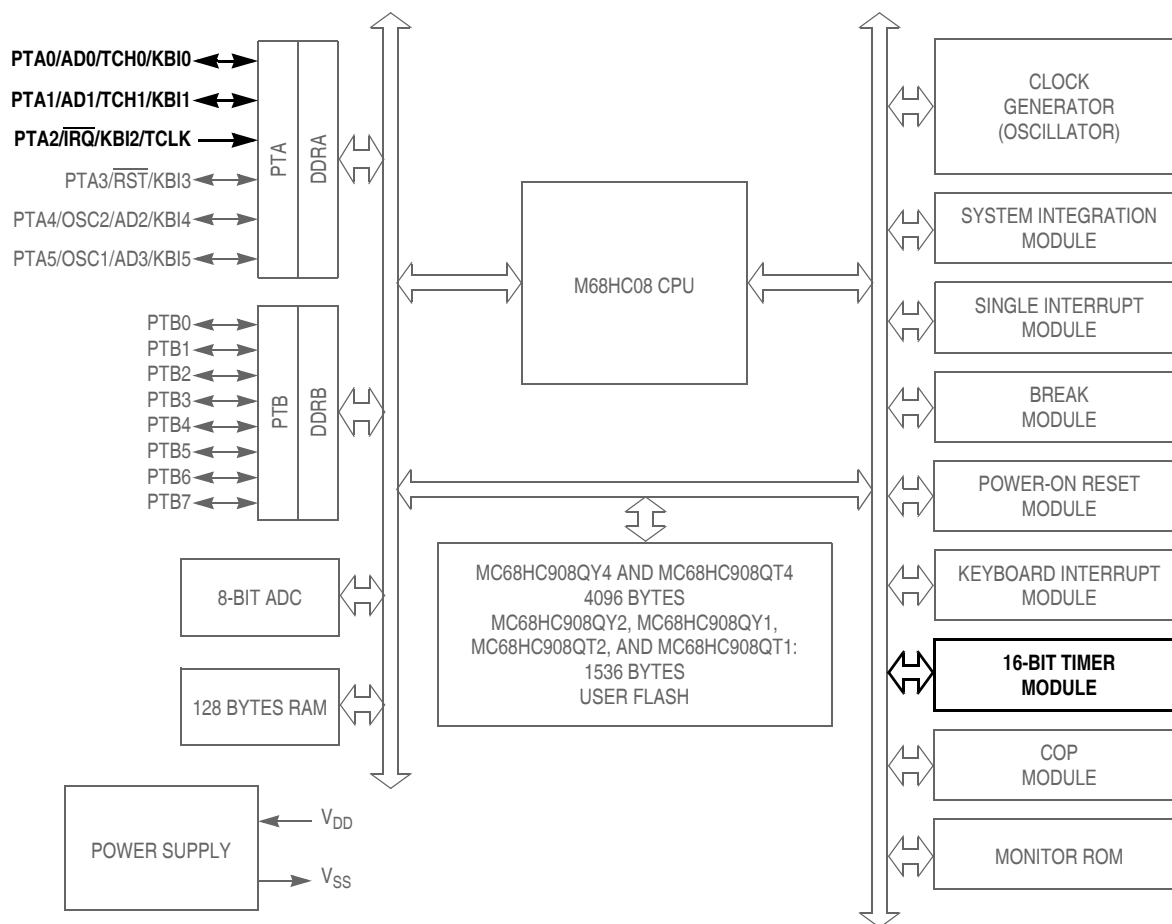 PTA0/AD0/TCH0/KBI0
PTA1/AD1/TCH1/KBI1
PTA2/IRQ/KBI2/TCLK
PTA3/RST/KBI3
PTA4/OSC2/AD2/KBI4
PTA5/OSC1/AD3/KBI5
PTA
DDRA
PTB0
PTB1
PTB2
PTB3
PTB4
PTB5
PTB6
PTB7
PTB
DDRB
8-BIT ADC
128 BYTES RAM
POWER SUPPLY
VDD
VSS
M68HC08 CPU
MC68HC908QY4 AND MC68HC908QT4
4096 BYTES
MC68HC908QY2, MC68HC908QY1,
MC68HC908QT2, AND MC68HC908QT1:
1536 BYTES
USER FLASH
CLOCK
GENERATOR
(OSCILLATOR)
SYSTEM INTEGRATION
MODULE
SINGLE INTERRUPT
MODULE
BREAK
MODULE
POWER-ON RESET
MODULE
KEYBOARD INTERRUPT
MODULE
16-BIT TIMER
MODULE
COP
MODULE
MONITOR ROM